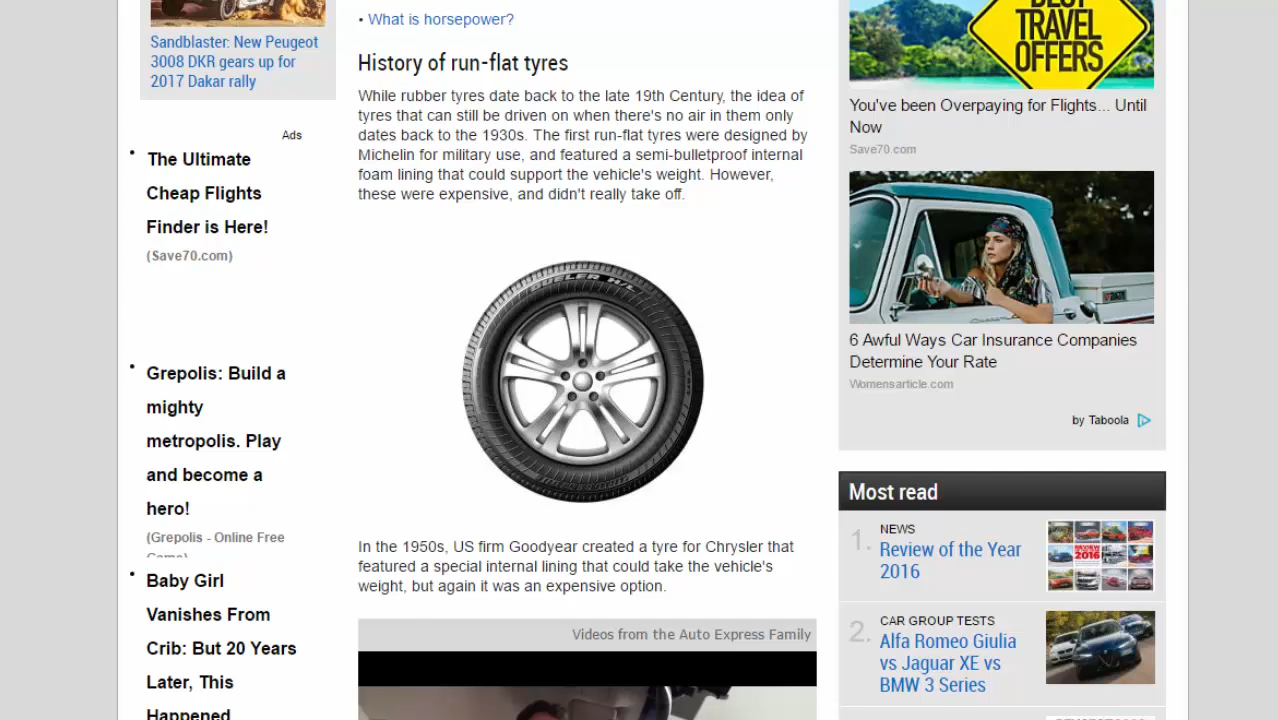 Sandblaster: New Peugeot
3008 DKR gears up for
2017 Dakar rally
Ads
• The Ultimate
Cheap Flights
Finder is Here!
(Save70.com)
• Grepolis: Build a
mighty
metropolis. Play
and become a
hero!
(Grepolis - Online Free
Game)
• Baby Girl
Vanishes From
Crib: But 20 Years
Later, This
Happened
• What is horsepower?
History of run-flat tyres
While rubber tyres date back to the late 19th Century, the idea of
tyres that can still be driven on when there's no air in them only
dates back to the 1930s. The first run-flat tyres were designed by
Michelin for military use, and featured a semi-bulletproof internal
foam lining that could support the vehicle's weight. However,
these were expensive, and didn't really take off.
H/L
In the 1950s, US firm Goodyear created a tyre for Chrysler that
featured a special internal lining that could take the vehicle's
weight, but again it was an expensive option.
Videos from the Auto Express Family
BEST
TRAVEL
OFFERS
You've been Overpaying for Flights... Until
Now
Save70.com
6 Awful Ways Car Insurance Companies
Determine Your Rate
Womensarticle.com
by Taboola
Most read
1. NEWS
Review of the Year
2016
REVIEW
2016
2. CAR GROUP TESTS
Alfa Romeo Giulia
vs Jaguar XE vs
BMW 3 Series